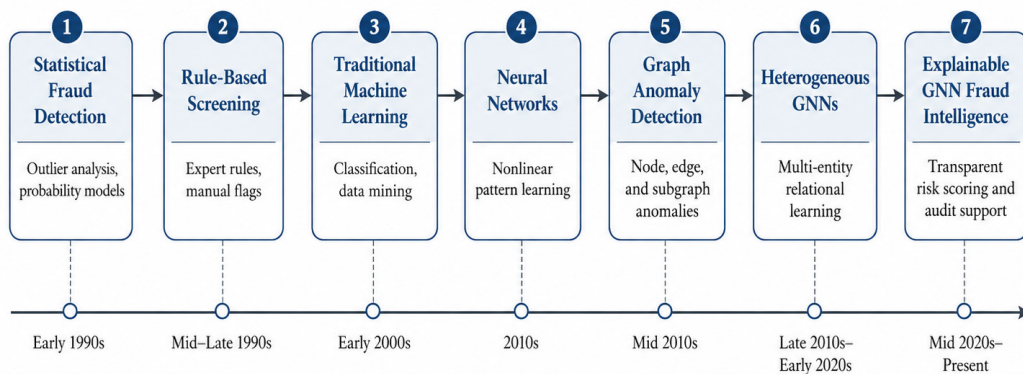 1
Statistical
Fraud
Detection
Outlier analysis,
probability models
2
Rule-Based
Screening
Expert rules,
manual flags
3
Traditional
Machine
Learning
Classification,
data mining
4
Neural
Networks
Nonlinear
pattern learning
5
Graph
Anomaly
Detection
Node, edge,
and subgraph
anomalies
6
Heterogeneous
GNNs
Multi-entity
relational
learning
7
Explainable
GNN Fraud
Intelligence
Transparent
risk scoring and
audit support
Early 1990s
Mid–Late 1990s
Early 2000s
2010s
Mid 2010s
Late 2010s–
Early 2020s
Mid 2020s–
Present